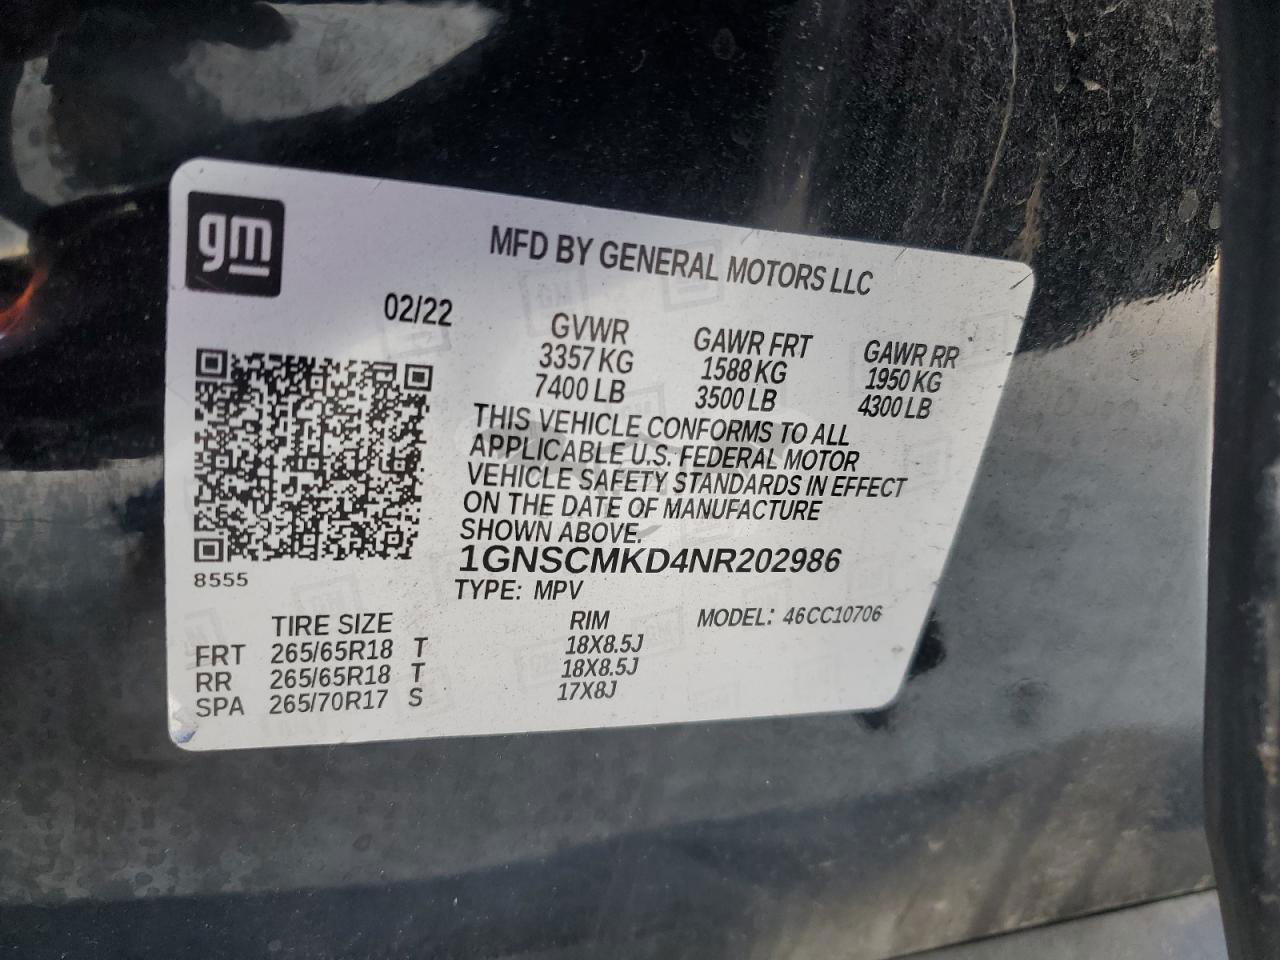 gm
MFD BY GENERAL MOTORS LLC
02/22
GVWR GAWR FRT GAWR RR
3357 KG 1588 KG 1950 KG
7400 LB 3500 LB 4300 LB
THIS VEHICLE CONFORMS TO ALL
APPLICABLE U.S. FEDERAL MOTOR
VEHICLE SAFETY STANDARDS IN EFFECT
ON THE DATE OF MANUFACTURE
SHOWN ABOVE.
1GNSCMKD4NR202986
8555
TYPE: MPV
TIRE SIZE RIM MODEL: 46CC10706
FRT 265/65R18 T 18X8.5J
RR 265/65R18 T 18X8.5J
SPA 265/70R17 S 17X8J